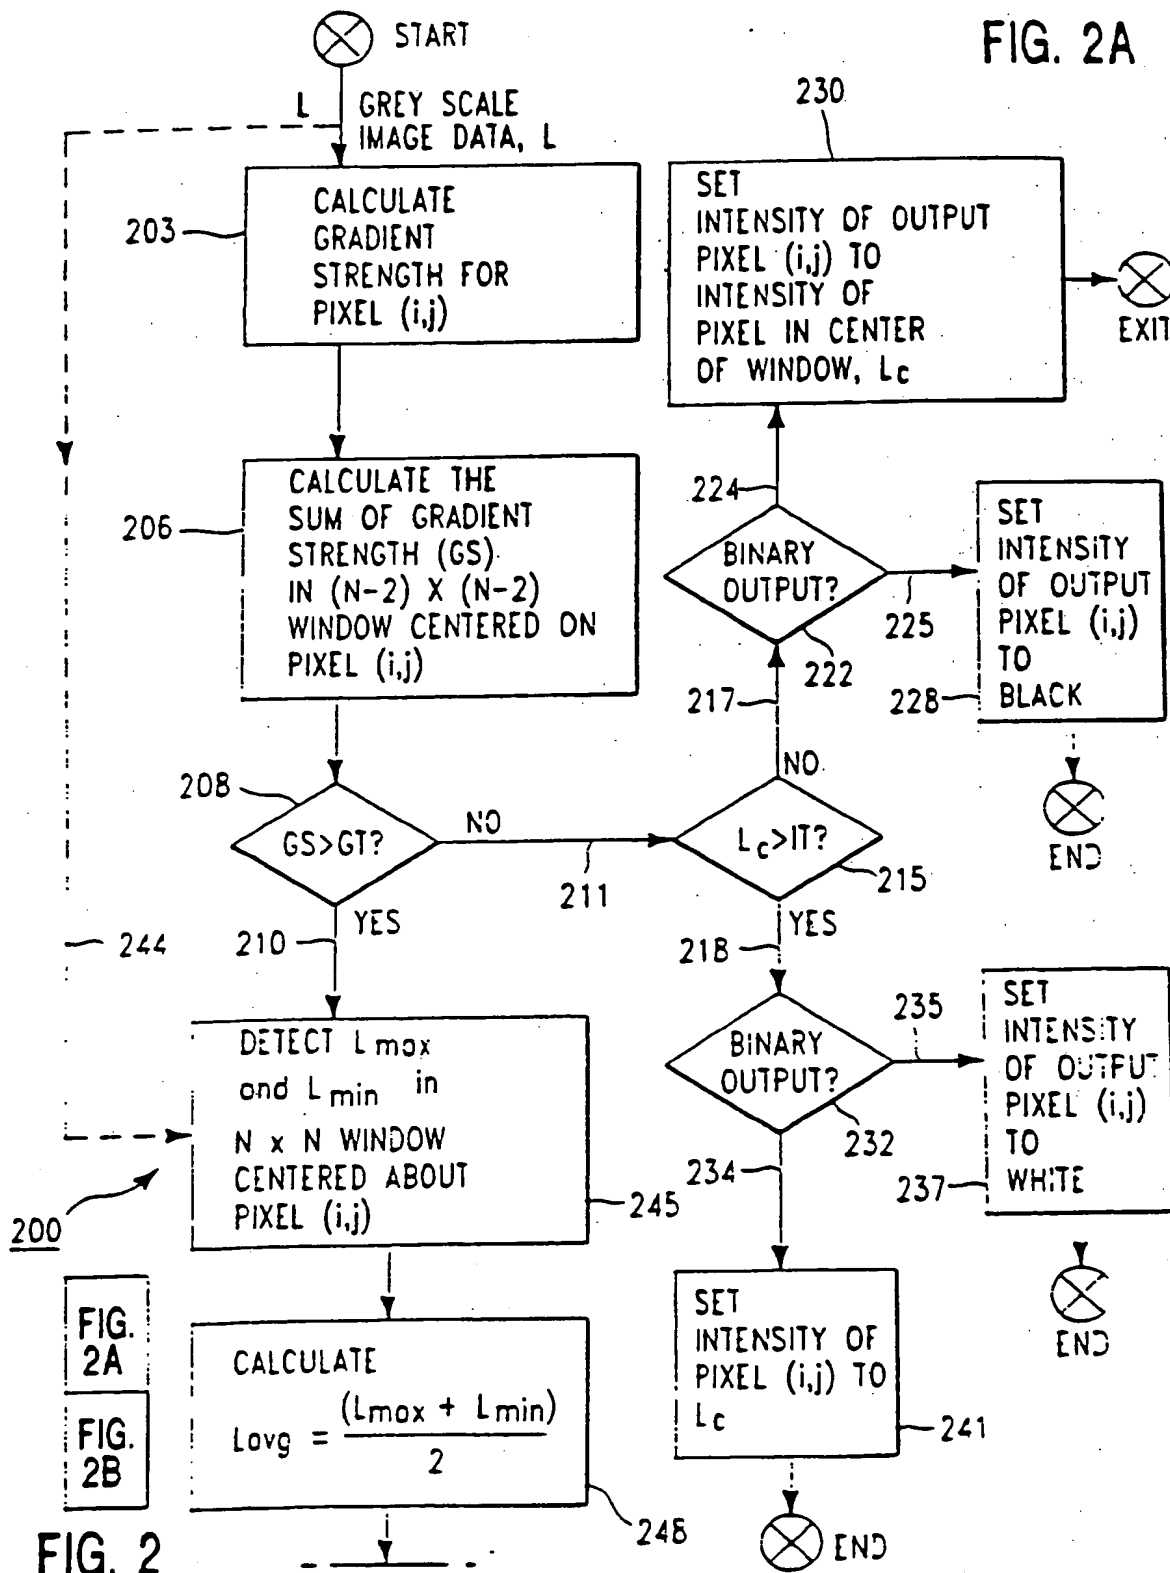 FIG. 2A
START
L
GREY SCALE
IMAGE DATA, L
203
CALCULATE
GRADIENT
STRENGTH FOR
PIXEL (i,j)
230
SET
INTENSITY OF OUTPUT
PIXEL (i,j) TO
INTENSITY OF
PIXEL IN CENTER
OF WINDOW, Lc
EXIT
206
CALCULATE THE
SUM OF GRADIENT
STRENGTH (GS)
IN (N-2) X (N-2)
WINDOW CENTERED ON
PIXEL (i,j)
224
BINARY
OUTPUT?
222
225
SET
INTENSITY
OF OUTPUT
PIXEL (i,j)
TO
BLACK
228
END
217
NO
208
GS>GT?
NO
211
Lc>IT?
215
YES
210
YES
218
244
DETECT Lmax
and Lmin in
N x N WINDOW
CENTERED ABOUT
PIXEL (i,j)
245
BINARY
OUTPUT?
232
235
SET
INTENSITY
OF OUTPUT
PIXEL (i,j)
TO
WHITE
237
END
234
200
FIG.
2A
FIG.
2B
FIG. 2
CALCULATE
Lavg = (Lmax + Lmin)
2
248
SET
INTENSITY OF
PIXEL (i,j) TO
Lc
241
END